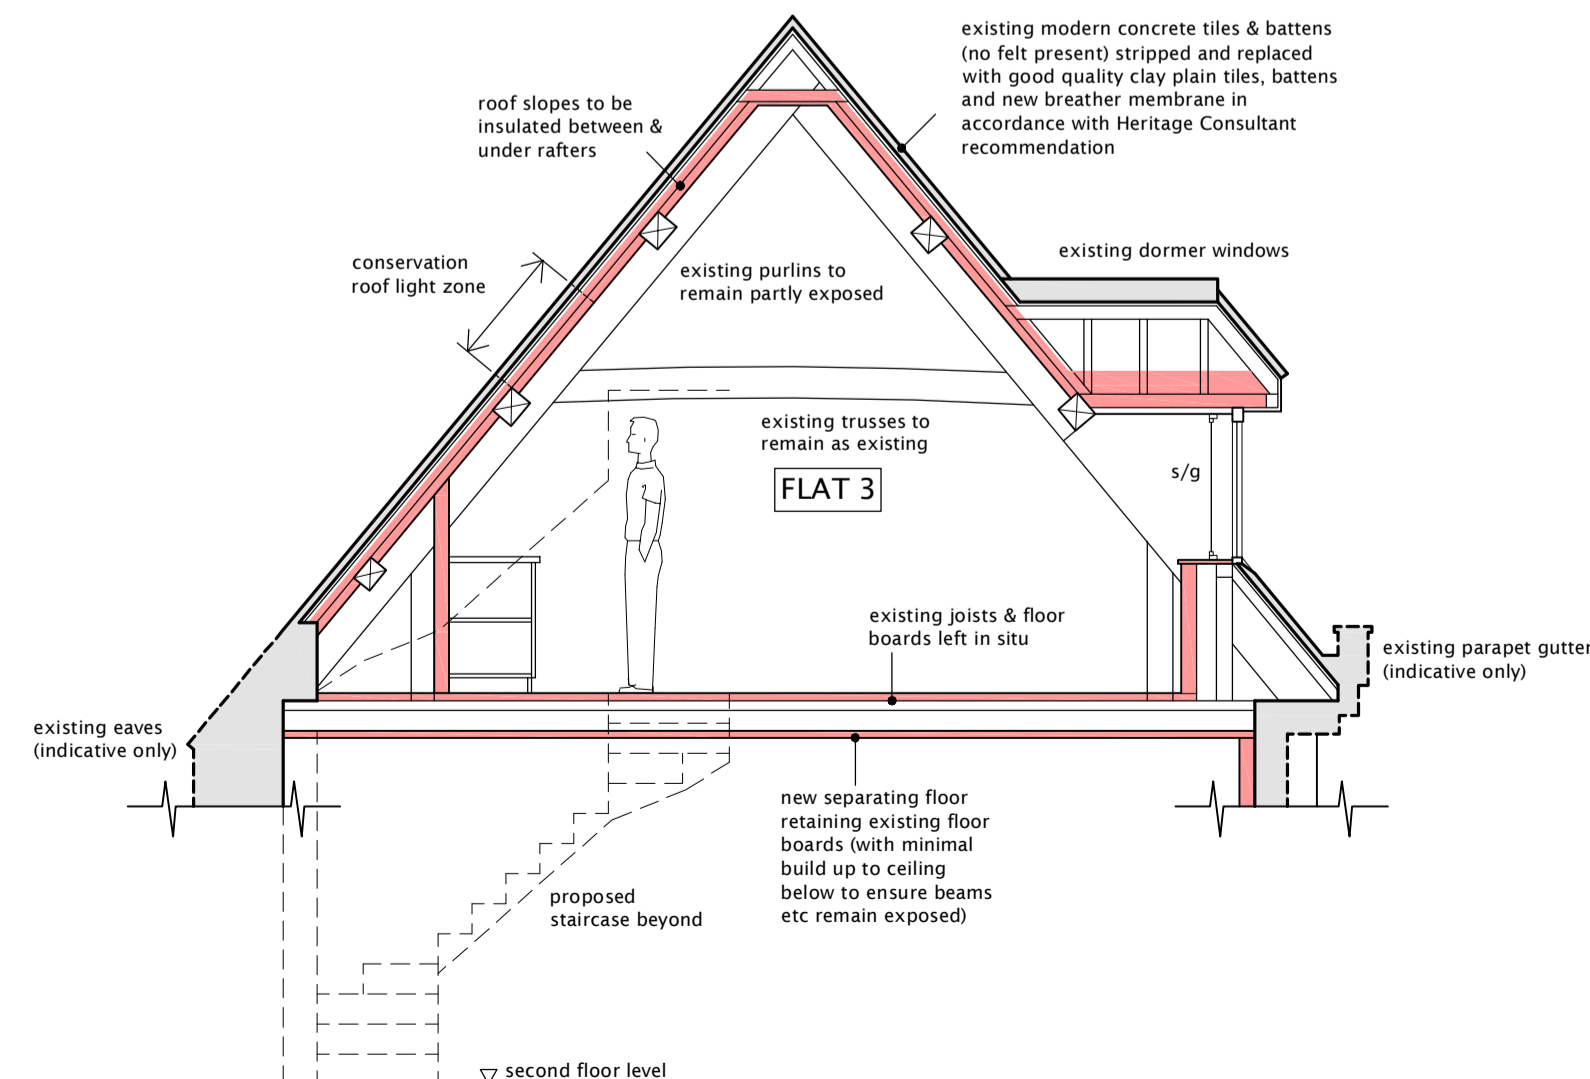 existing modern concrete tiles & battens
(no felt present) stripped and replaced
with good quality clay plain tiles, battens
and new breather membrane in
accordance with Heritage Consultant
recommendation
roof slopes to be
insulated between &
under rafters
existing dormer windows
conservation
roof light zone
existing purlins to
remain partly exposed
existing trusses to
remain as existing
s/g
FLAT 3
existing joists & floor
boards left in situ
existing parapet gutter
(indicative only)
existing eaves
(indicative only)
new separating floor
retaining existing floor
boards (with minimal
build up to ceiling
below to ensure beams
etc remain exposed)
proposed
staircase beyond
second floor level